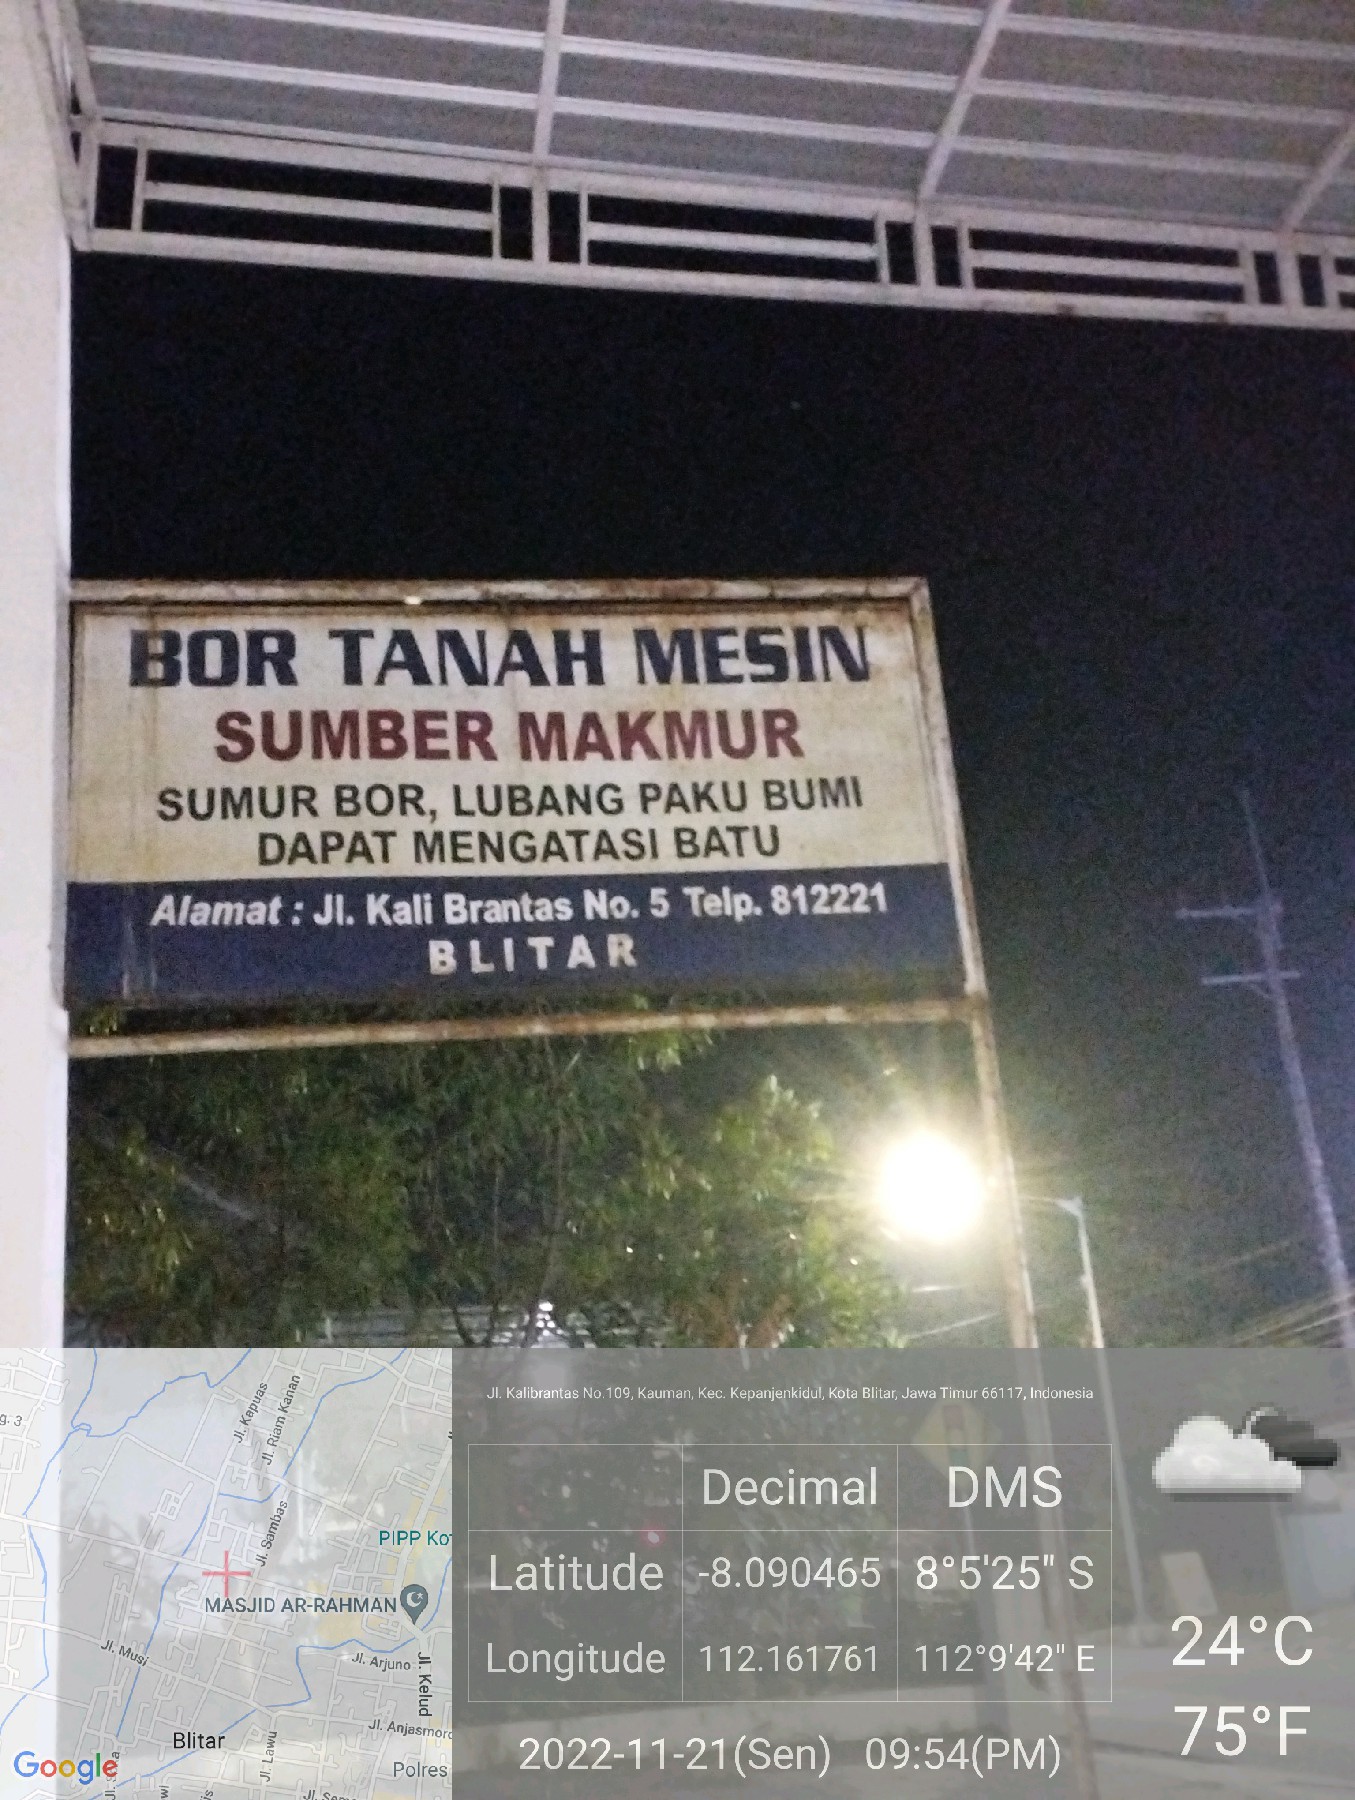 BOR TANAH MESIN
SUMBER MAKMUR
SUMUR BOR, LUBANG PAKU BUMI
DAPAT MENGATASI BATU
Alamat : Jl. Kali Brantas No. 5 Telp. 812221
BLITAR
Jl. Kalibrantas No.109, Kauman, Kec. Kepanjenkidul, Kota Blitar, Jawa Timur 66117, Indonesia
Decimal DMS
Latitude -8.090465 8°5'25" S
Longitude 112.161761 112°9'42" E
2022-11-21(Sen) 09:54(PM)
24°C
75°F
g. 3
Jl. Kapuas
Jl. Riam Kanan
Jl. Sambas
PIPP Kot
MASJID AR-RAHMAN
Jl. Musi
Jl. Arjuno
Jl. Kelud
Jl. Anjasmoro
Blitar
Jl. Lawu
Polres
Google